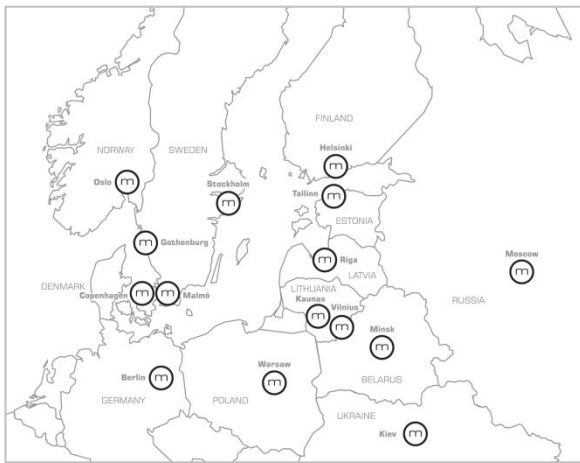 FINLAND
NORWAY
SWEDEN
Helsinki
m
Oslo
m
Stockholm
m
Tallinn
m
ESTONIA
Gothenburg
m
Riga
m
LATVIA
Moscow
m
RUSSIA
DENMARK
Copenhagen
m
Malmö
m
LITHUANIA
Kaunas
m
Vilnius
m
Minsk
m
BELARUS
Berlin
m
GERMANY
Warsow
m
POLAND
UKRAINE
Kiev
m